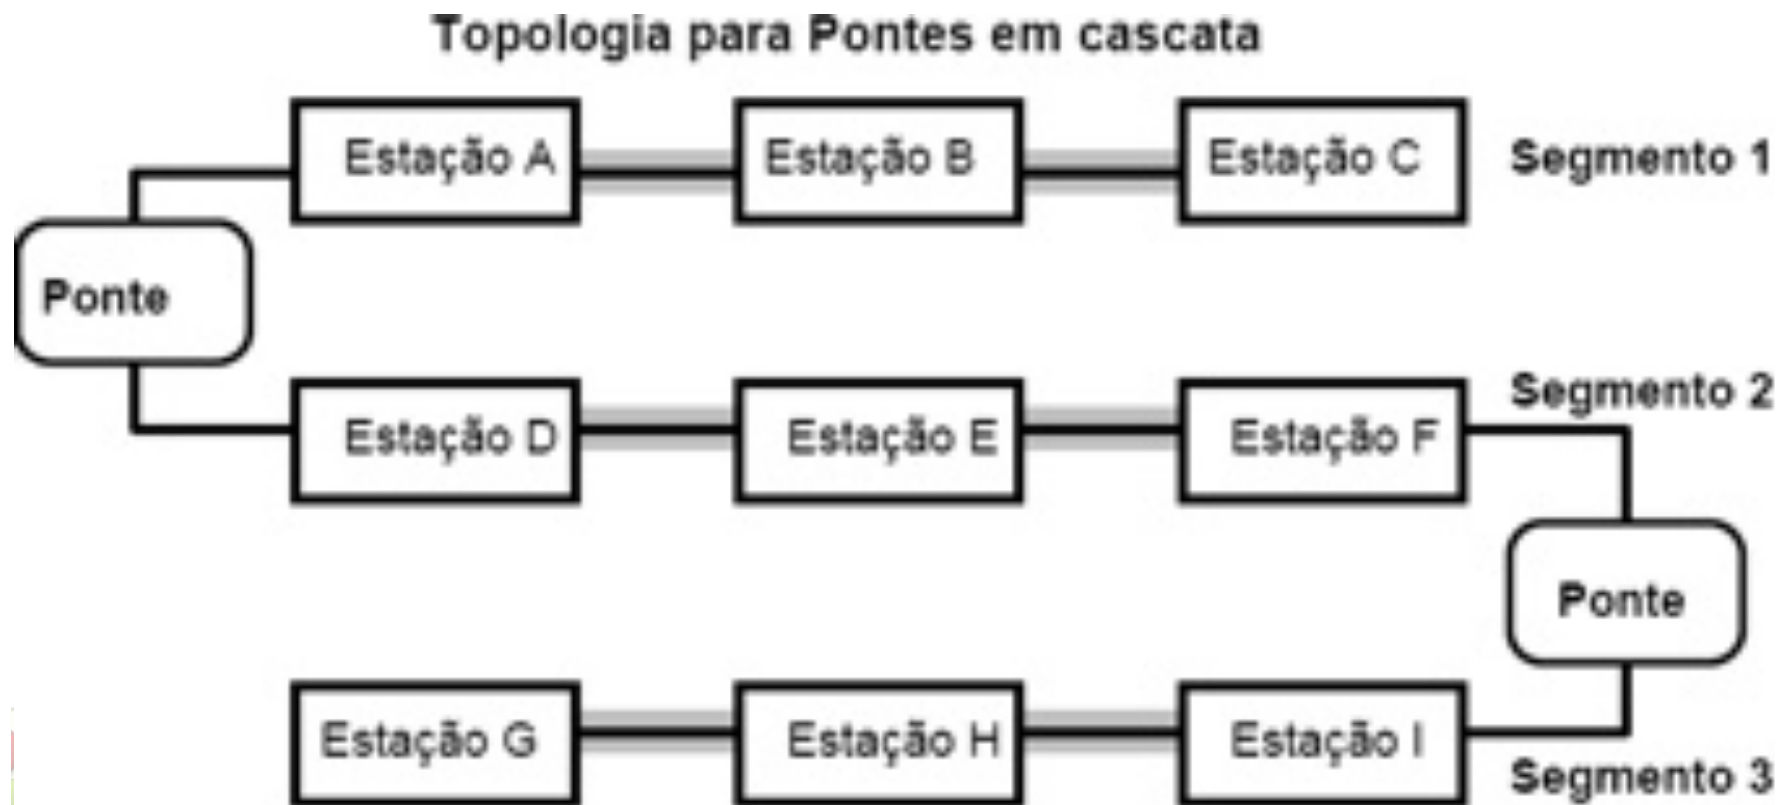 Topologia para Pontes em cascata
Estação A Estação B Estação C Segmento 1
Ponte
Segmento 2
Estação D Estação E Estação F
Ponte
Estação G Estação H Estação I
Segmento 3